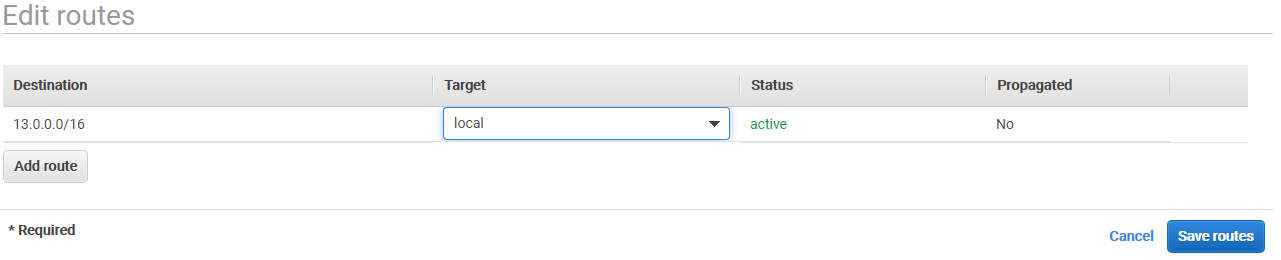 Edit routes
Destination Target Status Propagated
13.0.0.0/16 local active No
Add route
* Required
Cancel Save routes